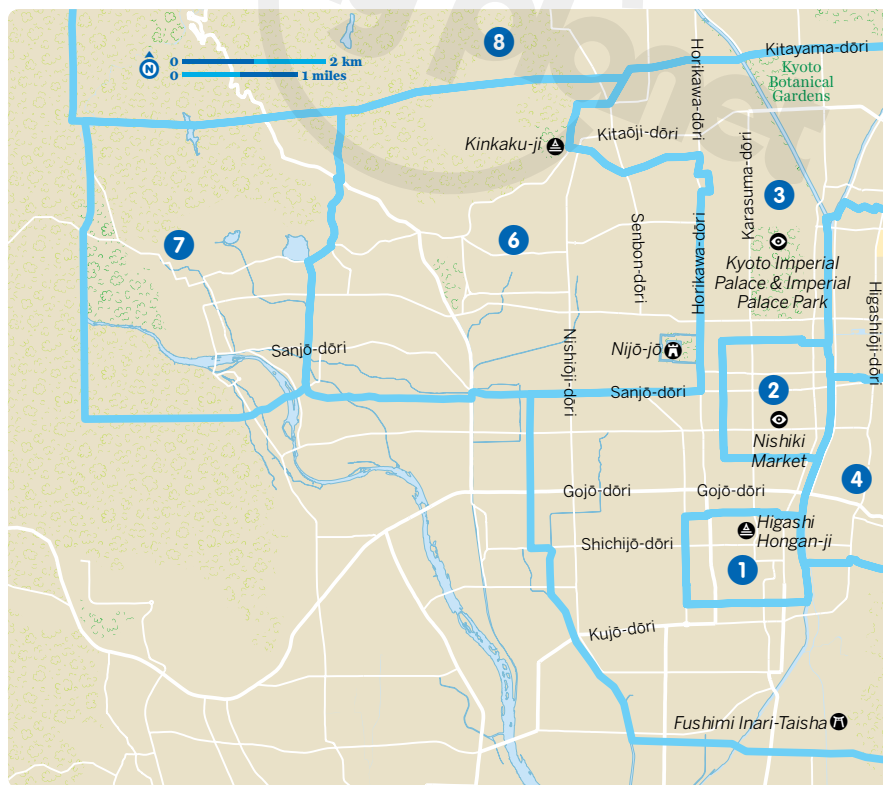 8
Kitayama-dōri
Kyoto
Botanical
Gardens
N
0
2 km
0
1 miles
Horikawa-dōri
Kitaōji-dōri
Kinkaku-ji
Karasuma-dōri
3
7
6
Senbon-dōri
Horikawa-dōri
Kyoto Imperial
Palace & Imperial
Palace Park
Higashiōji-dōri
Sanjō-dōri
Nishiōji-dōri
Nijō-jō
Sanjō-dōri
2
Nishiki
Market
4
Gojō-dōri
Gojō-dōri
Higashi
Hongan-ji
Shichijō-dōri
1
Kujō-dōri
Fushimi Inari-Taisha